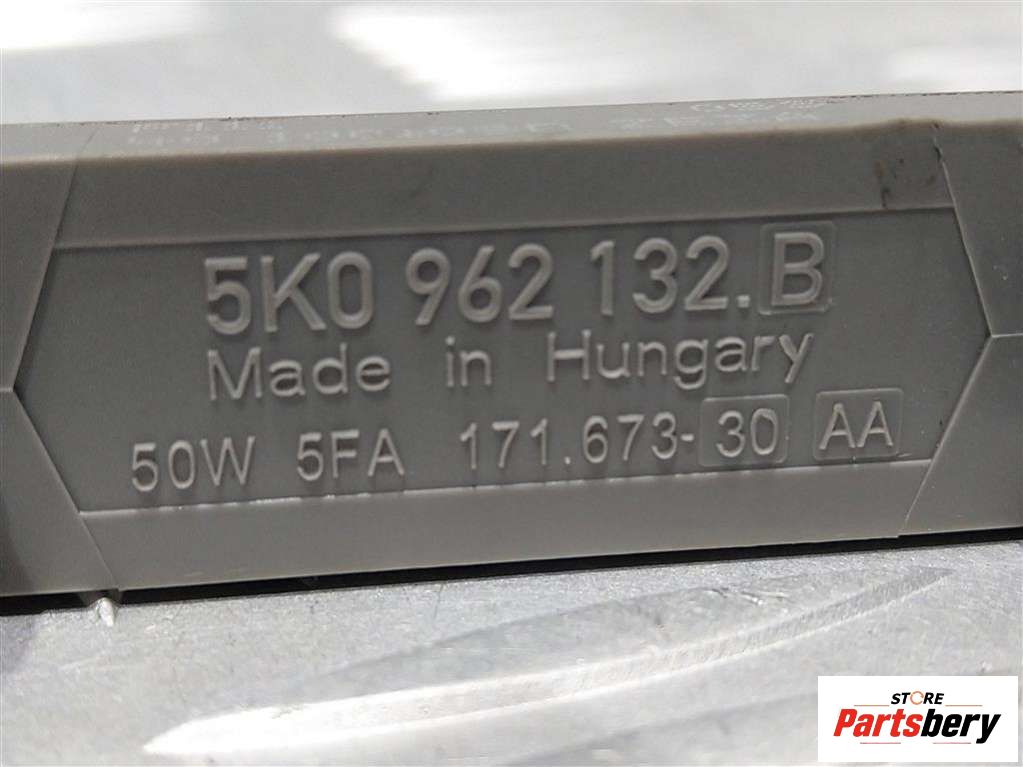 5K0 962 132.B
Made in Hungary
50W 5FA 171.673-30 AA
STORE
Partsbery